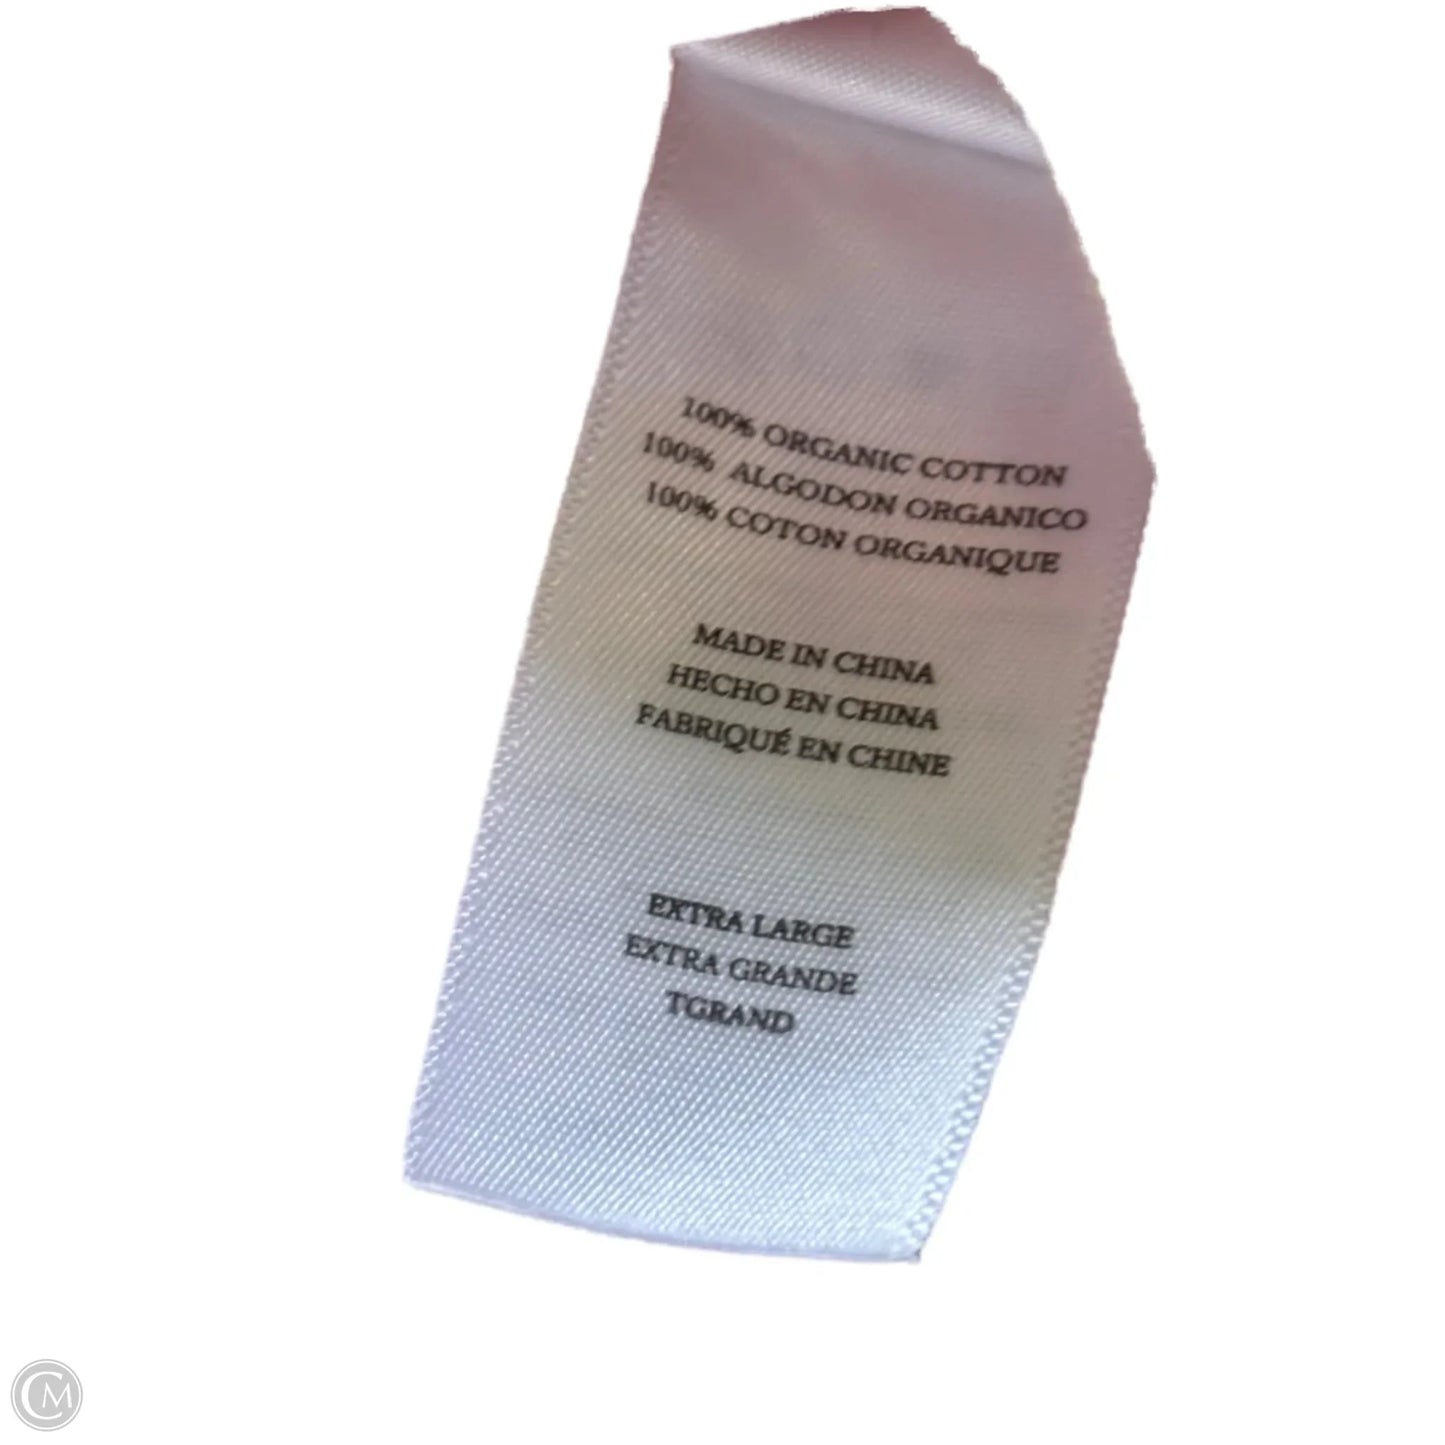 100% ORGANIC COTTON
100% ALGODON ORGANICO
100% COTON ORGANIQUE
MADE IN CHINA
HECHO EN CHINA
FABRIQUÉ EN CHINE
EXTRA LARGE
EXTRA GRANDE
TGRAND
CM